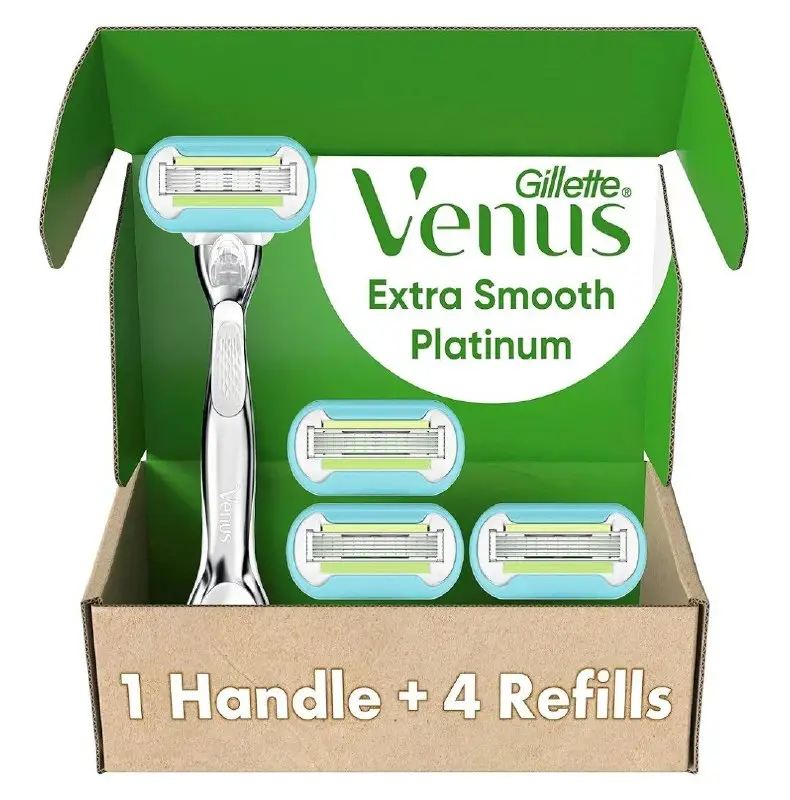 Gillette®
Venus
Extra Smooth
Platinum
Venus
1 Handle + 4 Refills